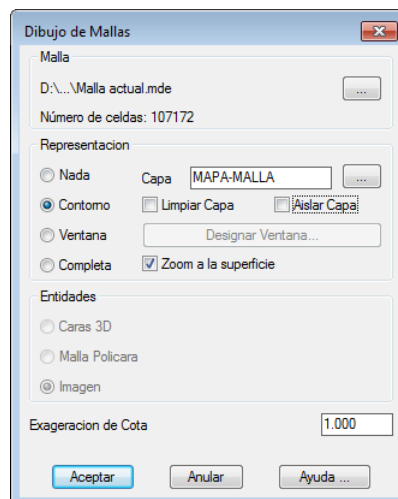 Dibujo de Mallas
Malla
D:\...\Malla actual.mde
...
Número de celdas: 107172
Representacion
Nada
Capa
MAPA-MALLA
...
Contorno
Limpiar Capa
Aislar Capa
Ventana
Designar Ventana...
Completa
Zoom a la superficie
Entidades
Caras 3D
Malla Policara
Imagen
Exageracion de Cota
1.000
Aceptar
Anular
Ayuda ...